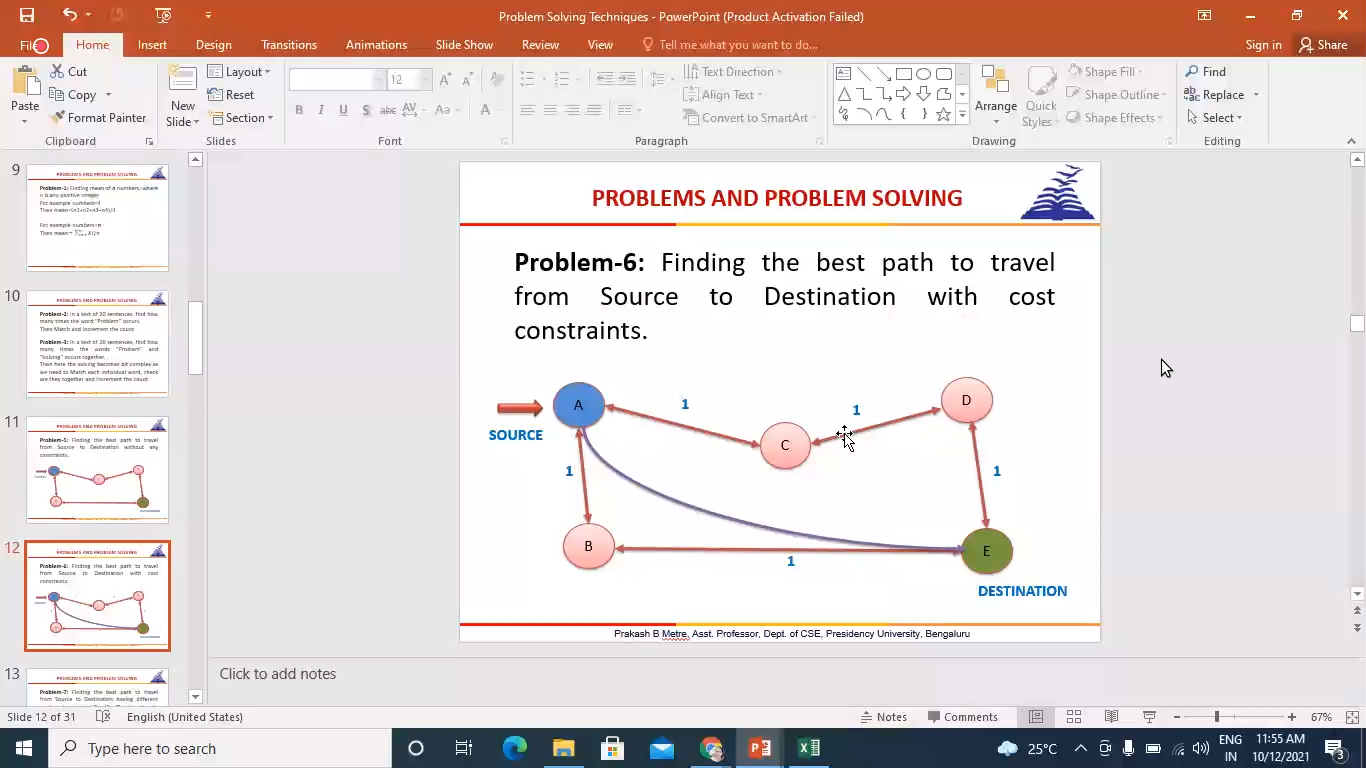 Problem Solving Techniques - PowerPoint (Product Activation Failed)
File Home Insert Design Transitions Animations Slide Show Review View Tell me what you want to do... Sign in Share
Paste
Cut
Copy
Format Painter
Clipboard
New
Slide
Layout
Reset
Section
Slides
12
B I U S abc AV Aa A
Font
Text Direction
Align Text
Convert to SmartArt
Paragraph
Arrange
Quick
Styles
Shape Fill
Shape Outline
Shape Effects
Drawing
Find
Replace
Select
Editing
9
PROBLEMS AND PROBLEM SOLVING
Problem-1: Finding mean of n numbers, where
n is any positive integer.
For example numbers=4
Then mean=(n1+n2+n3+n4)/4
For example numbers=n
10
PROBLEMS AND PROBLEM SOLVING
Problem-2: In a text of 20 sentences, find how
many times the word "Problem" occurs.
Then Match and increment the count
Problem-3: In a text of 20 sentences, find how
many times the words "Problem" and
"Solving" occurs together.
Then here the solving becomes bit complex as
we need to Match each individual word, check
are they together and increment the count
11
PROBLEMS AND PROBLEM SOLVING
Problem-5: Finding the best path to travel
from Source to Destination without any
constraints.
12
PROBLEMS AND PROBLEM SOLVING
Problem-6: Finding the best path to travel
from Source to Destination with cost
constraints.
13
PROBLEMS AND PROBLEM SOLVING
Problem-7: Finding the best path to travel
from Source to Destination having different
PROBLEMS AND PROBLEM SOLVING
Problem-6: Finding the best path to travel
from Source to Destination with cost
constraints.
A
SOURCE
1
C
1
D
1
1
B
1
E
DESTINATION
Prakash B Metre, Asst. Professor, Dept. of CSE, Presidency University, Bengaluru
Click to add notes
Slide 12 of 31 English (United States) Notes Comments 67%
Type here to search
25°C
ENG
IN
11:55 AM
10/12/2021
3